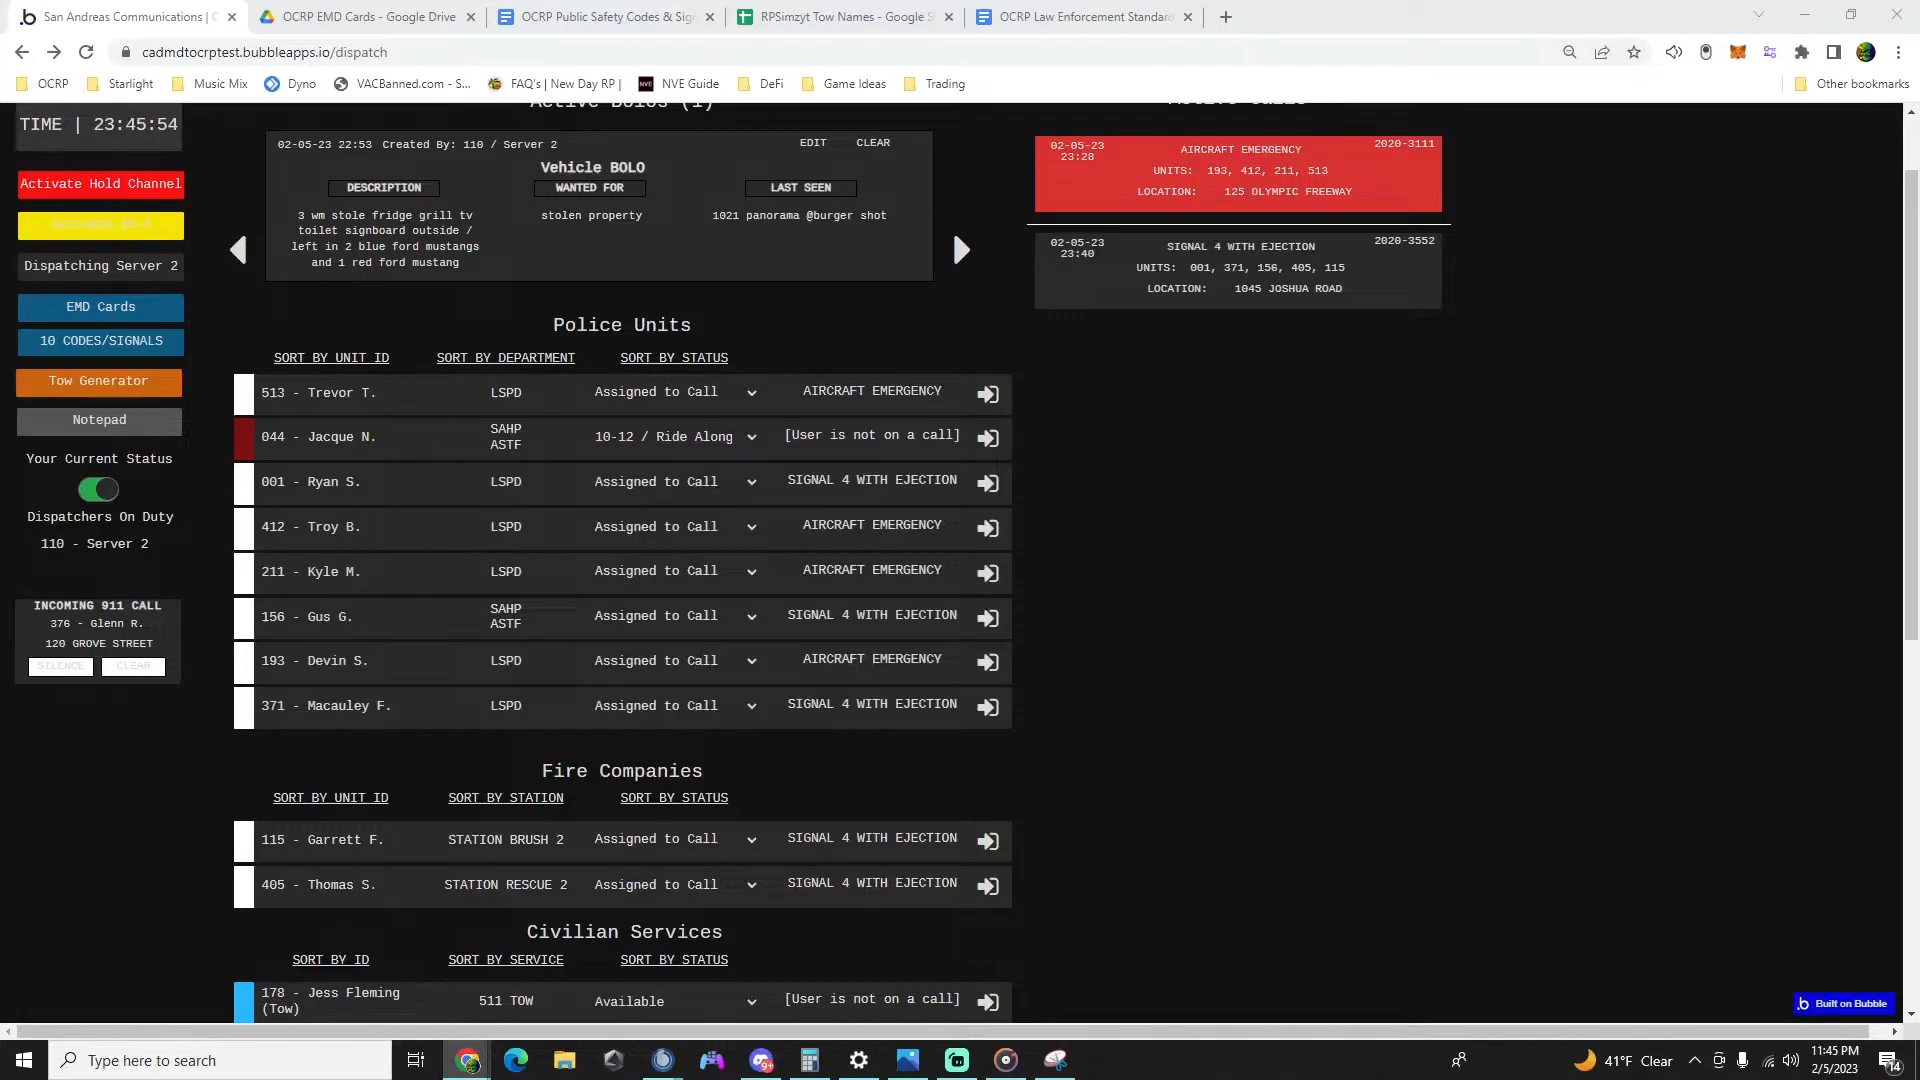 San Andreas Communications | C
OCRP EMD Cards - Google Drive
OCRP Public Safety Codes & Sig
RPSimzyt Tow Names - Google S
OCRP Law Enforcement Standard
cadmdtocrptest.bubbleapps.io/dispatch
OCRP
Starlight
Music Mix
Dyno
VACBanned.com - S...
FAQ's | New Day RP |
NVE Guide
DeFi
Game Ideas
Trading
Other bookmarks
TIME | 23:45:54
Activate Hold Channel
Dispatching Server 2
EMD Cards
10 CODES/SIGNALS
Tow Generator
Notepad
Your Current Status
Dispatchers On Duty
110 - Server 2
INCOMING 911 CALL
376 - Glenn R.
120 GROVE STREET
SILENCE CLEAR
Active Bolos (1)
02-05-23 22:53 Created By: 110 / Server 2
EDIT CLEAR
Vehicle BOLO
DESCRIPTION
WANTED FOR
LAST SEEN
3 wm stole fridge grill tv
toilet signboard outside /
left in 2 blue ford mustangs
and 1 red ford mustang
stolen property
1021 panorama @burger shot
Active Calls
02-05-23
23:28
AIRCRAFT EMERGENCY
2020-3111
UNITS: 193, 412, 211, 513
LOCATION: 125 OLYMPIC FREEWAY
02-05-23
23:40
SIGNAL 4 WITH EJECTION
2020-3552
UNITS: 001, 371, 156, 405, 115
LOCATION: 1045 JOSHUA ROAD
Police Units
SORT BY UNIT ID SORT BY DEPARTMENT SORT BY STATUS
513 - Trevor T. LSPD Assigned to Call AIRCRAFT EMERGENCY
044 - Jacque N. SAHP ASTF 10-12 / Ride Along [User is not on a call]
001 - Ryan S. LSPD Assigned to Call SIGNAL 4 WITH EJECTION
412 - Troy B. LSPD Assigned to Call AIRCRAFT EMERGENCY
211 - Kyle M. LSPD Assigned to Call AIRCRAFT EMERGENCY
156 - Gus G. SAHP ASTF Assigned to Call SIGNAL 4 WITH EJECTION
193 - Devin S. LSPD Assigned to Call AIRCRAFT EMERGENCY
371 - Macauley F. LSPD Assigned to Call SIGNAL 4 WITH EJECTION
Fire Companies
SORT BY UNIT ID SORT BY STATION SORT BY STATUS
115 - Garrett F. STATION BRUSH 2 Assigned to Call SIGNAL 4 WITH EJECTION
405 - Thomas S. STATION RESCUE 2 Assigned to Call SIGNAL 4 WITH EJECTION
Civilian Services
SORT BY ID SORT BY SERVICE SORT BY STATUS
178 - Jess Fleming (Tow) 511 TOW Available [User is not on a call]
Built on Bubble
Type here to search
9+
41°F Clear
11:45 PM
2/5/2023
14